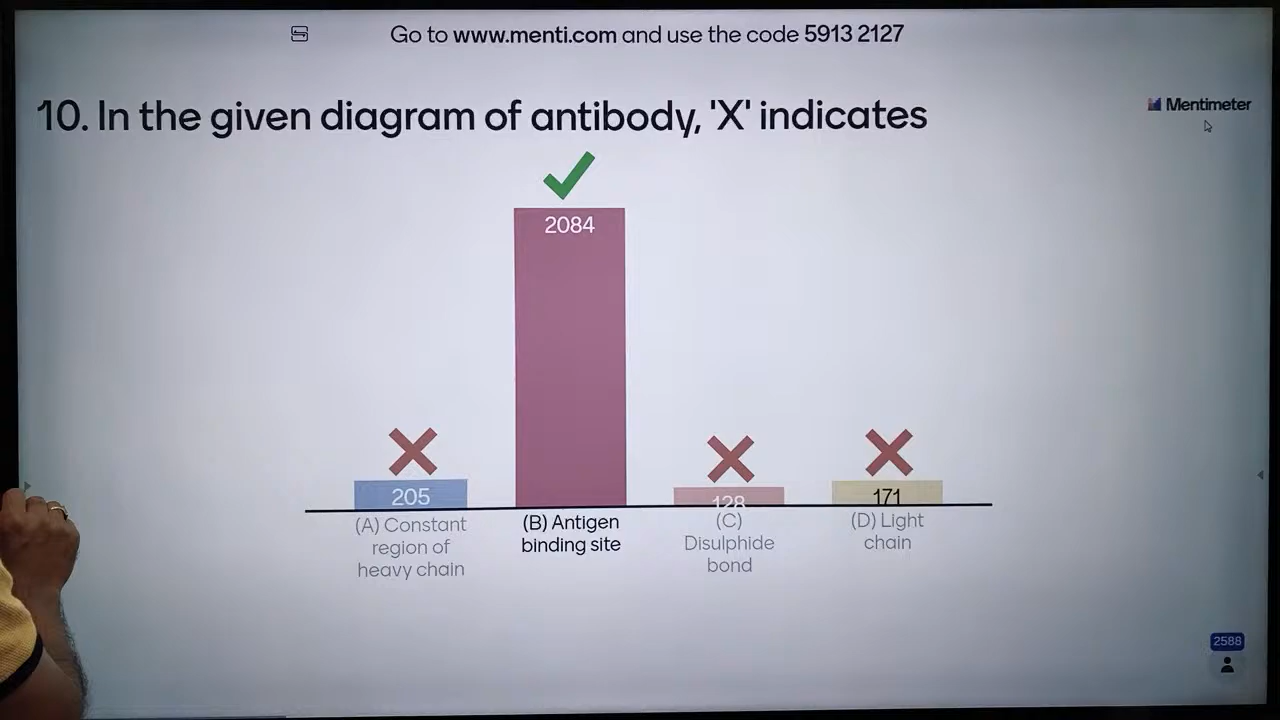 Go to www.menti.com and use the code 5913 2127
10. In the given diagram of antibody, 'X' indicates
Mentimeter
2084
205
128
171
(A) Constant
region of
heavy chain
(B) Antigen
binding site
(C)
Disulphide
bond
(D) Light
chain
2588